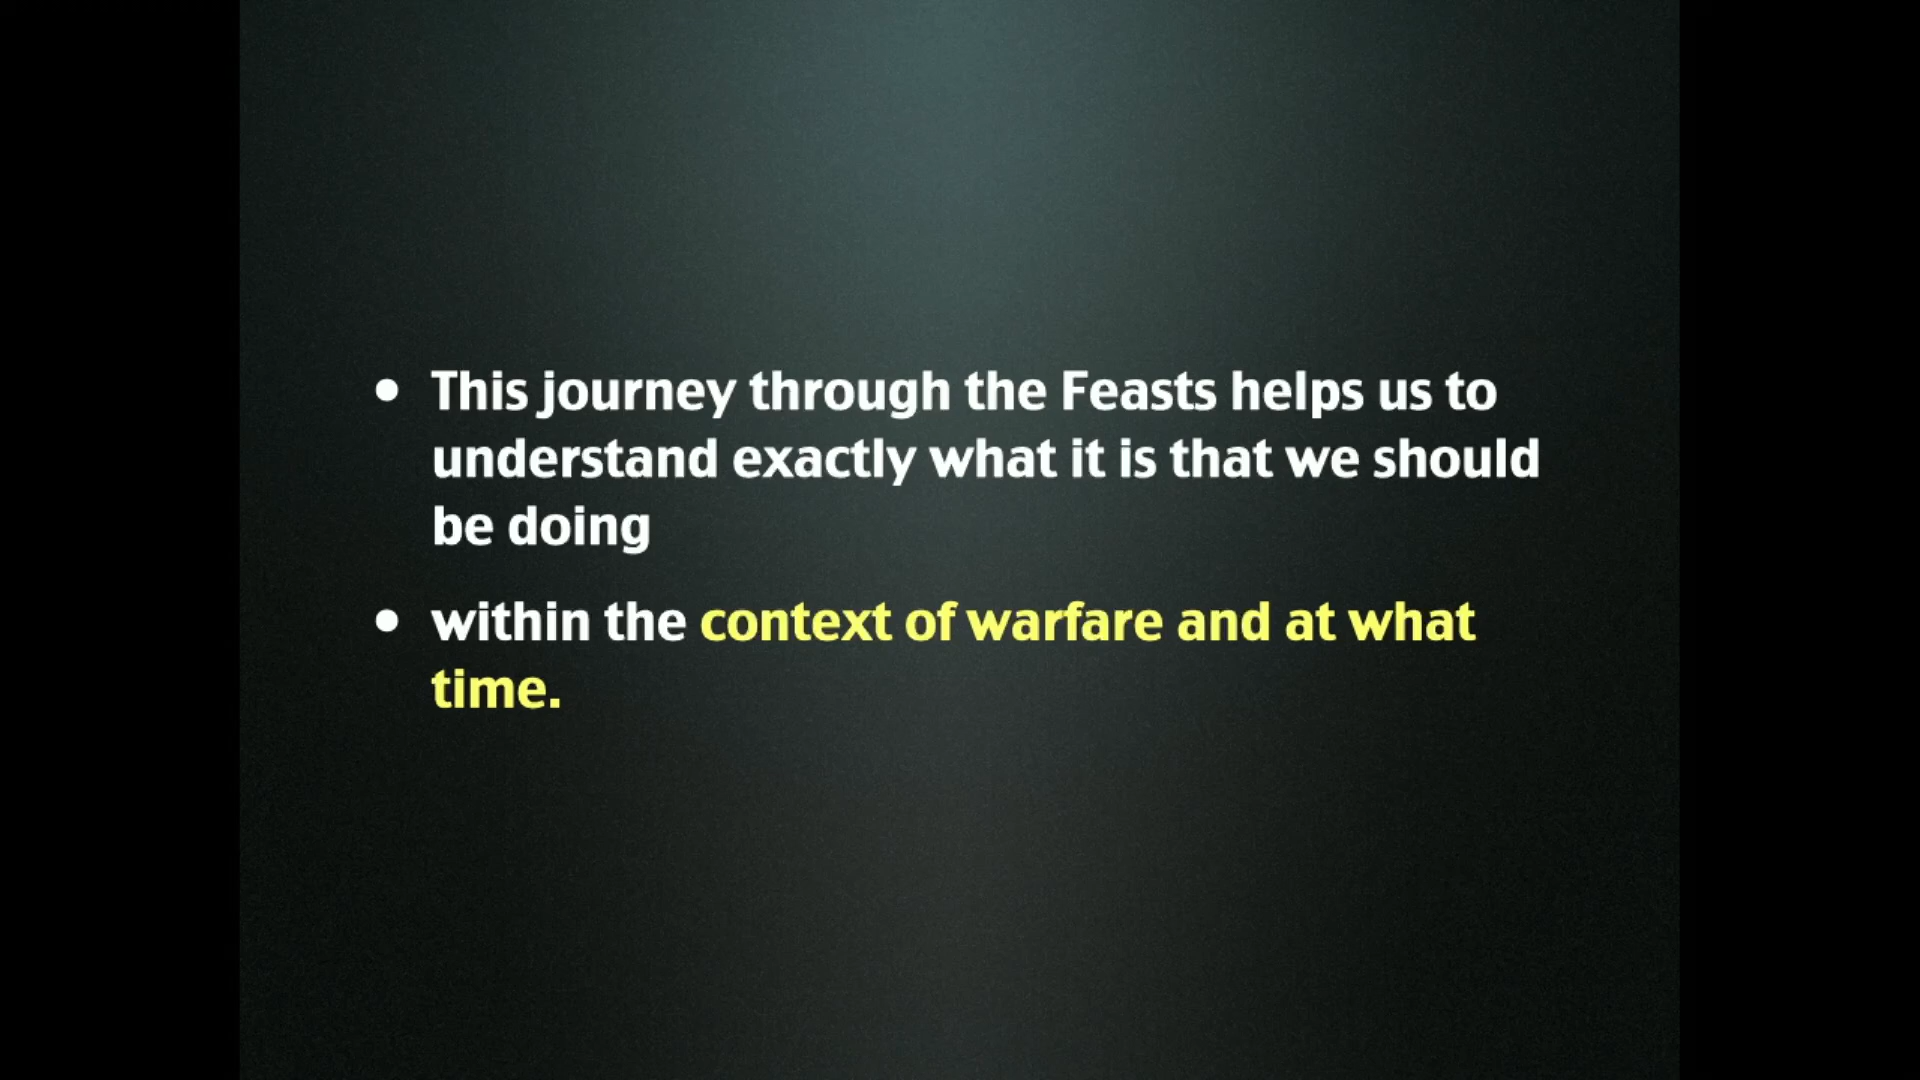 • This journey through the Feasts helps us to
understand exactly what it is that we should
be doing
• within the context of warfare and at what
time.